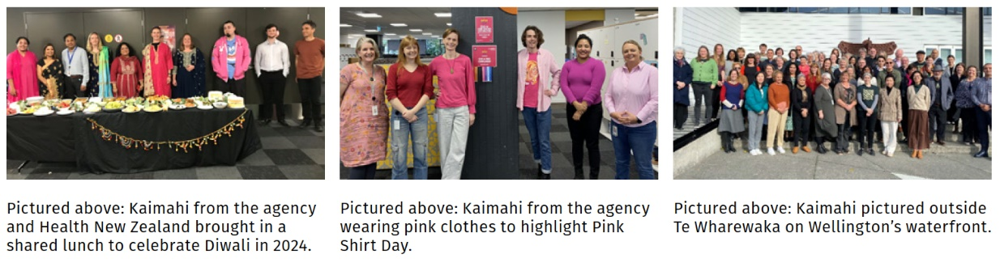 Pictured above: Kaimahi from the agency
and Health New Zealand brought in a
shared lunch to celebrate Diwali in 2024.
Pictured above: Kaimahi from the agency
wearing pink clothes to highlight Pink
Shirt Day.
Pictured above: Kaimahi pictured outside
Te Wharewaka on Wellington's waterfront.